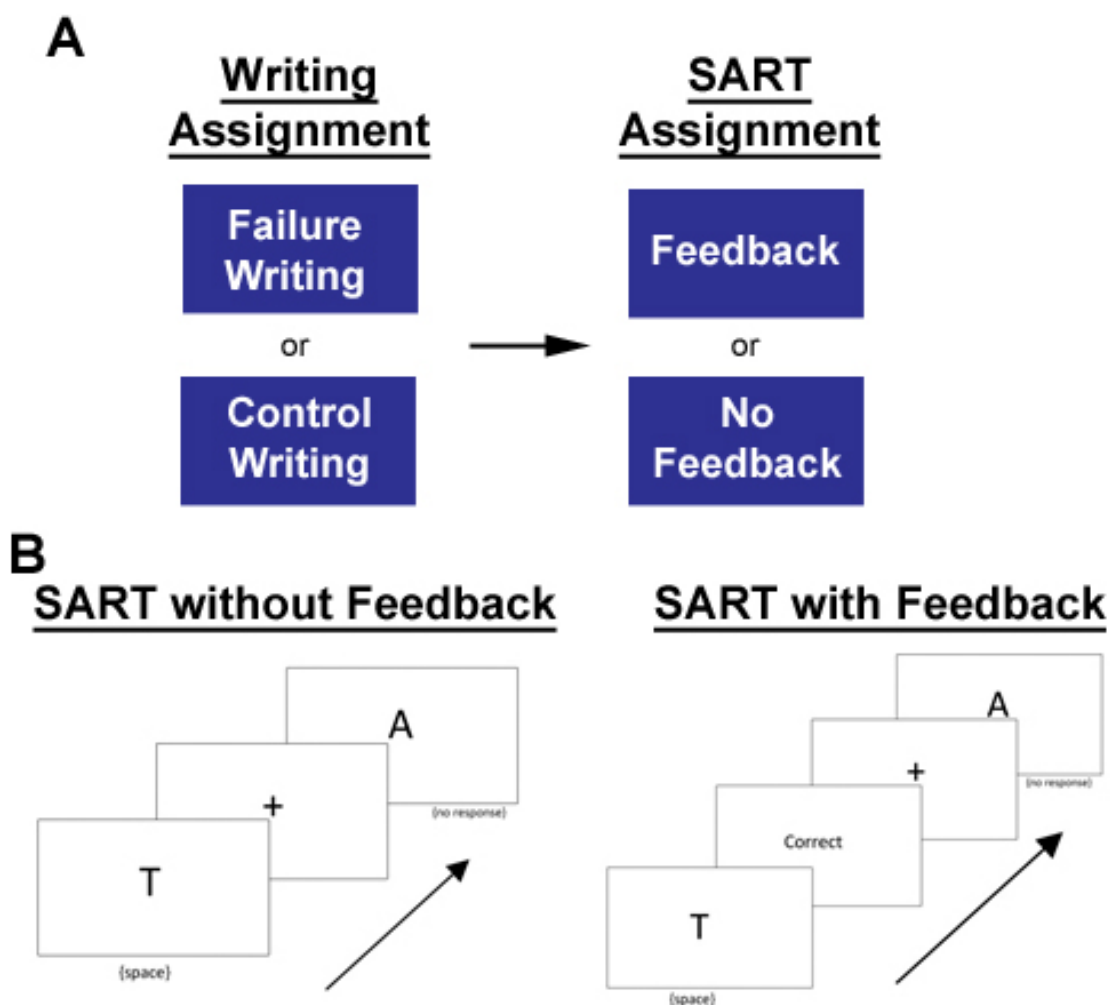 A
Writing
Assignment
SART
Assignment
Failure
Writing
or
Control
Writing
Feedback
or
No
Feedback
B
SART without Feedback
A
+
(no response)
T
{space}
SART with Feedback
A
+
(no response)
Correct
T
{space}